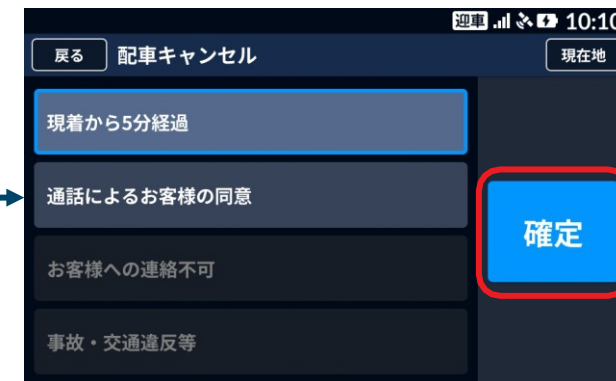 迎車 10:10
戻る 配車キャンセル 現在地
現着から5分経過
通話によるお客様の同意
確定
お客様への連絡不可
事故・交通違反等